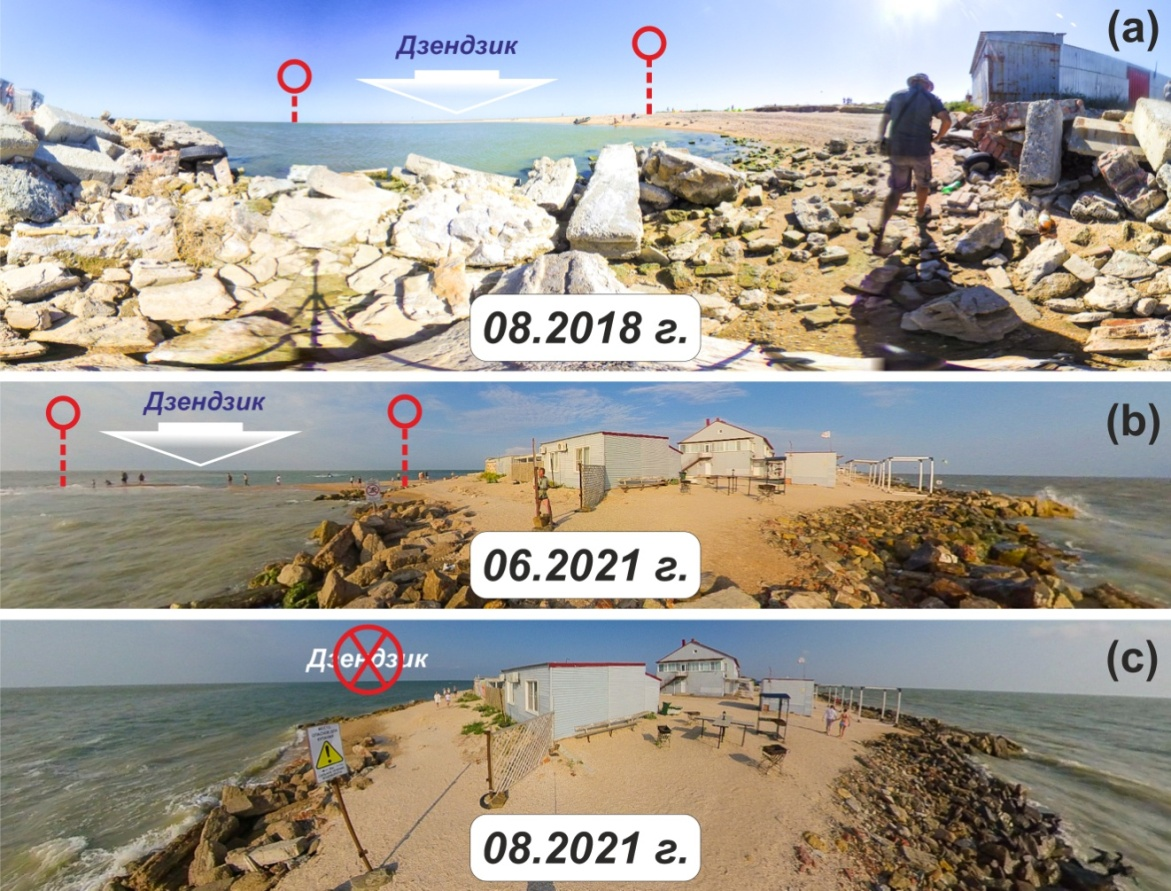 (a)
Дзендзик
08.2018 г.
(b)
Дзендзик
06.2021 г.
(c)
Дзендзик
08.2021 г.